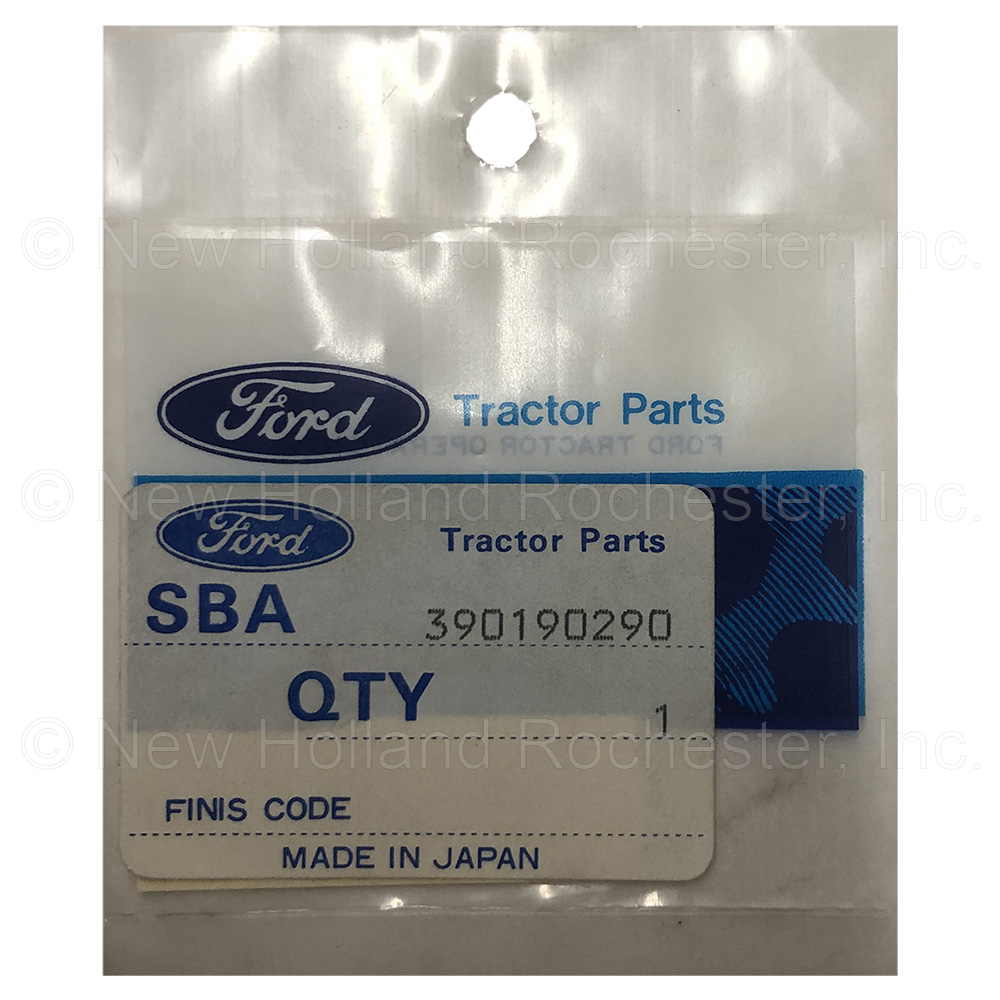 © New Holland Rochester, Inc.
Ford Tractor Parts
FORD TRACTOR OPERA
© New Holland Rochester, Inc.
Ford Tractor Parts
SBA 390190290
QTY 1
© New Holland Rochester, Inc.
FINIS CODE
MADE IN JAPAN